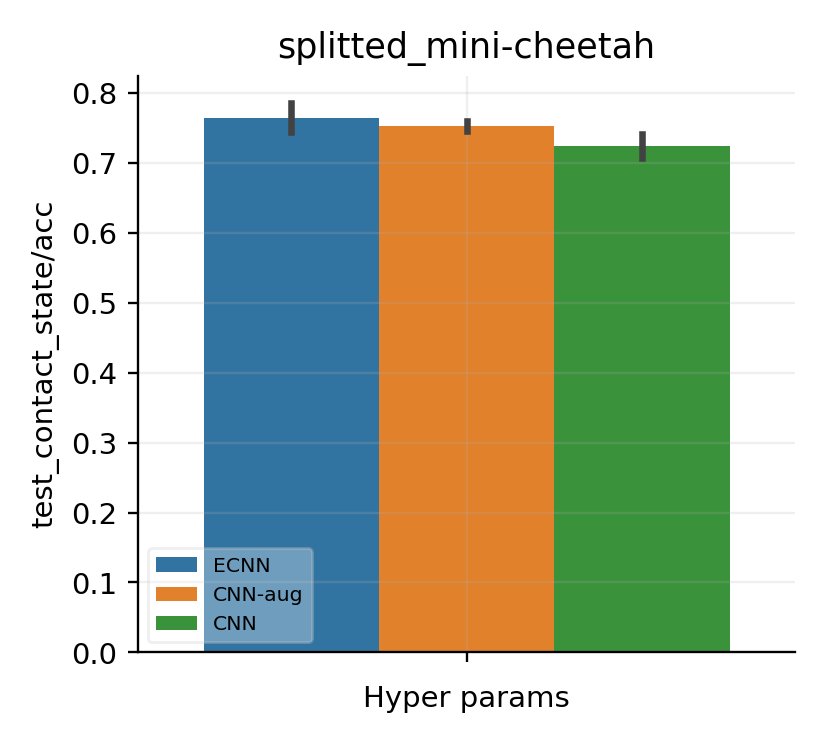 splitted_mini-cheetah
test_contact_state/acc
0.8
0.7
0.6
0.5
0.4
0.3
0.2
0.1
0.0
ECNN
CNN-aug
CNN
Hyper params